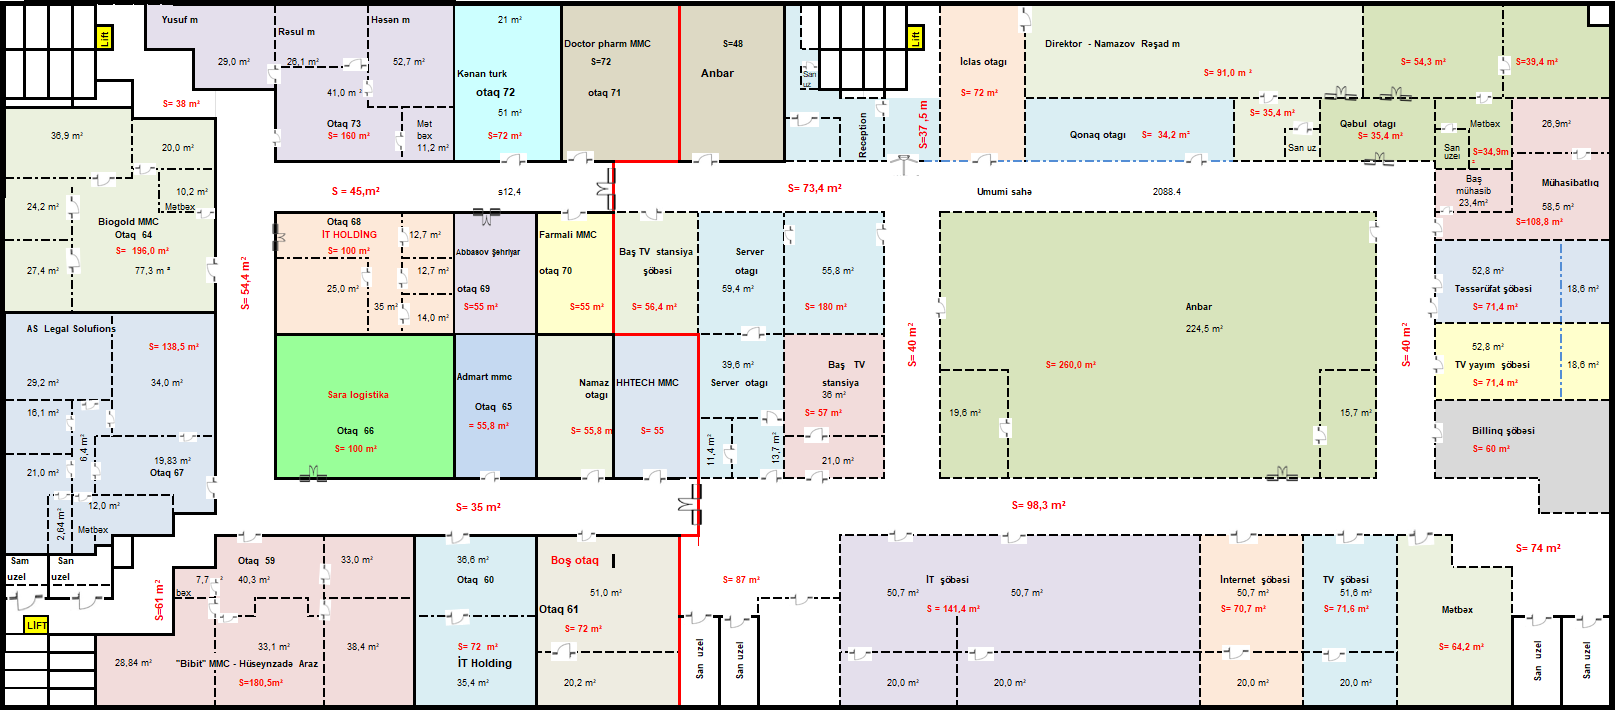 Yusuf m
29,0 m²
Rəsul m
26,1 m²
Həsən m
52,7 m²
41,0 m²
Otaq 73
S= 160 m²
Mət
bəx
11,2 m²
Lift
S= 38 m²
21 m²
Kənan turk
otaq 72
51 m²
S=72 m²
Doctor pharm MMC
S=72
otaq 71
S=48
Anbar
San
uz
Lift
Reception
S=37 ,5 m
İclas otagı
S= 72 m²
Direktor - Namazov Rəşad m
S= 91,0 m ²
S= 54,3 m²
S=39,4 m²
Qonaq otagı
S= 34,2 m²
S= 35,4 m²
San uz
Qəbul otagı
S= 35,4 m²
Mətbəx
San
uzel
S=34,9m
²
26,9m²
Baş
mühasib
23,4m²
Mühasibatlıq
58,5 m²
S=108,8 m²
36,9 m²
20,0 m²
10,2 m²
Mətbəx
24,2 m²
Biogold MMC
Otaq 64
S= 196,0 m²
27,4 m²
77,3 m ²
S = 45,m²
s12,4
S= 73,4 m²
Umumi sahə
2088.4
S= 54,4 m²
Otaq 68
İT HOLDİNG
S= 100 m²
12,7 m²
12,7 m²
25,0 m²
35 m²
14,0 m²
Abbasov Şəhriyar
otaq 69
S=55 m²
Farmali MMC
otaq 70
S=55 m²
Baş TV stansiya
şöbəsi
S= 56,4 m²
Server
otagı
59,4 m²
55,8 m²
S= 180 m²
S= 40 m²
Anbar
224,5 m²
S= 260,0 m²
19,6 m²
15,7 m²
S= 40 m²
52,8 m²
Təssərüfat şöbəsi
S= 71,4 m²
18,6 m²
52,8 m²
TV yayım şöbəsi
S= 71,4 m²
18,6 m²
Billinq şöbəsi
S= 60 m²
AS Legal Solufions
S= 138,5 m²
29,2 m²
34,0 m²
16,1 m²
6,4 m²
21,0 m²
19,83 m²
Otaq 67
12,0 m²
2,64 m²
Mətbəx
Sara logistika
Otaq 66
S= 100 m²
Admart mmc
Otaq 65
= 55,8 m²
Namaz
otagı
S= 55,8 m
HHTECH MMC
S= 55
39,6 m²
Server otagı
11,4 m²
13,7 m²
Baş TV
stansiya
36 m²
S= 57 m²
21,0 m²
S= 35 m²
S= 98,3 m²
S= 74 m²
Sam
uzel
San
uzel
LİFT
S=61 m²
7,7
bəx
Otaq 59
40,3 m²
33,0 m²
28,84 m²
33,1 m²
38,4 m²
"Bibit" MMC - Hüseynzadə Araz
S=180,5m²
36,6 m²
Otaq 60
S= 72 m²
İT Holding
35,4 m²
Boş otaq
51,0 m²
Otaq 61
S= 72 m²
20,2 m²
S= 87 m²
San uzel
San uzel
İT şöbəsi
50,7 m²
50,7 m²
S = 141,4 m²
20,0 m²
20,0 m²
İnternet şöbəsi
50,7 m²
S= 70,7 m²
20,0 m²
TV şöbəsi
51,6 m²
S= 71,6 m²
20,0 m²
Mətbəx
S= 64,2 m²
San uzel
San uzel